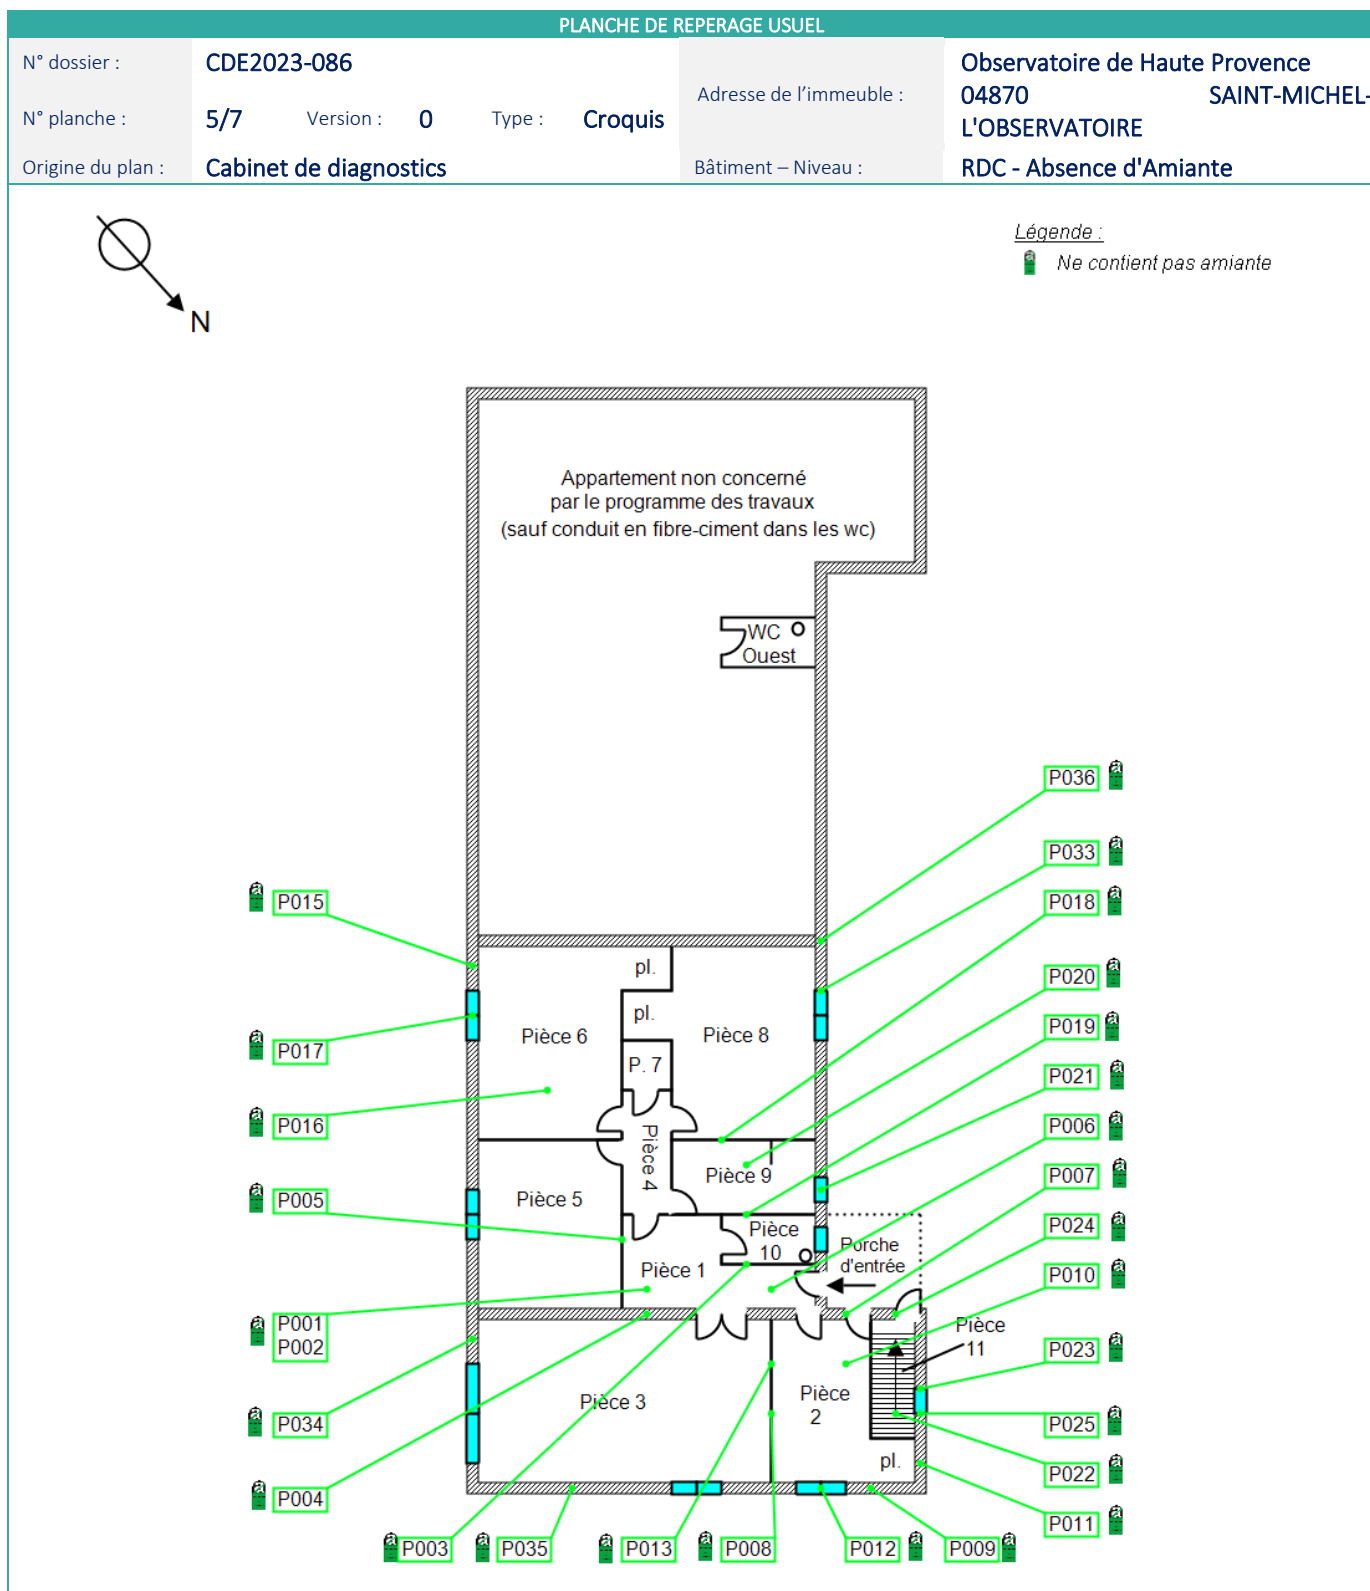 PLANCHE DE REPERAGE USUEL
N° dossier :
CDE2023-086
Adresse de l’immeuble :
Observatoire de Haute Provence
04870 SAINT-MICHEL-
L'OBSERVATOIRE
N° planche :
5/7
Version :
0
Type :
Croquis
Origine du plan :
Cabinet de diagnostics
Bâtiment – Niveau :
RDC - Absence d'Amiante
Légende :
Ne contient pas amiante
N
Appartement non concerné
par le programme des travaux
(sauf conduit en fibre-ciment dans les wc)
WC
Ouest
P036
P033
P018
P015
P020
P019
P017
P021
P016
P006
P007
P005
P024
P010
P001
P002
P023
P034
P025
P022
P004
P011
P003
P035
P013
P008
P012
P009
pl.
pl.
Pièce 6
Pièce 8
P. 7
Pièce 4
Pièce 9
Pièce 5
Pièce
10
Porche
d'entrée
Pièce 1
Pièce
11
Pièce 3
Pièce
2
pl.